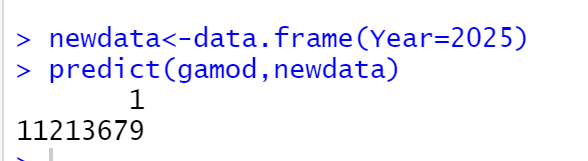 > newdata<-data.frame(Year=2025)
> predict(gamod,newdata)
1
11213679
>